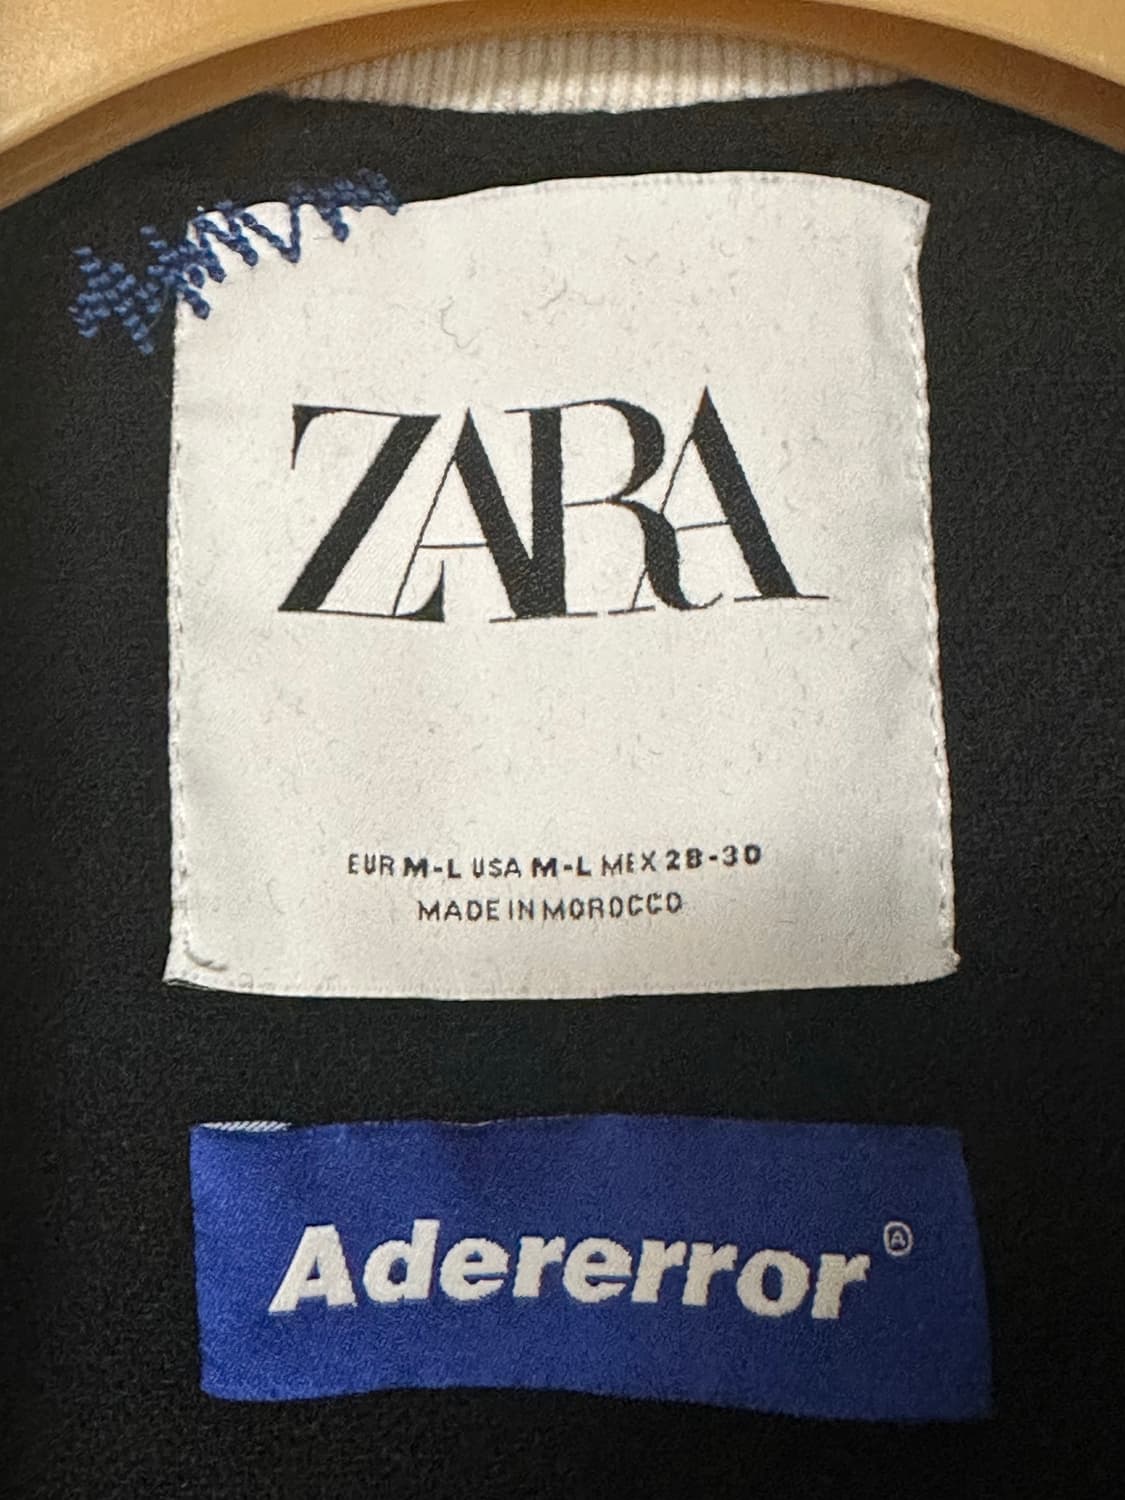 ZARA
EUR M-L USA M-L MEX 28-30
MADE IN MOROCCO
Adererror Ⓐ